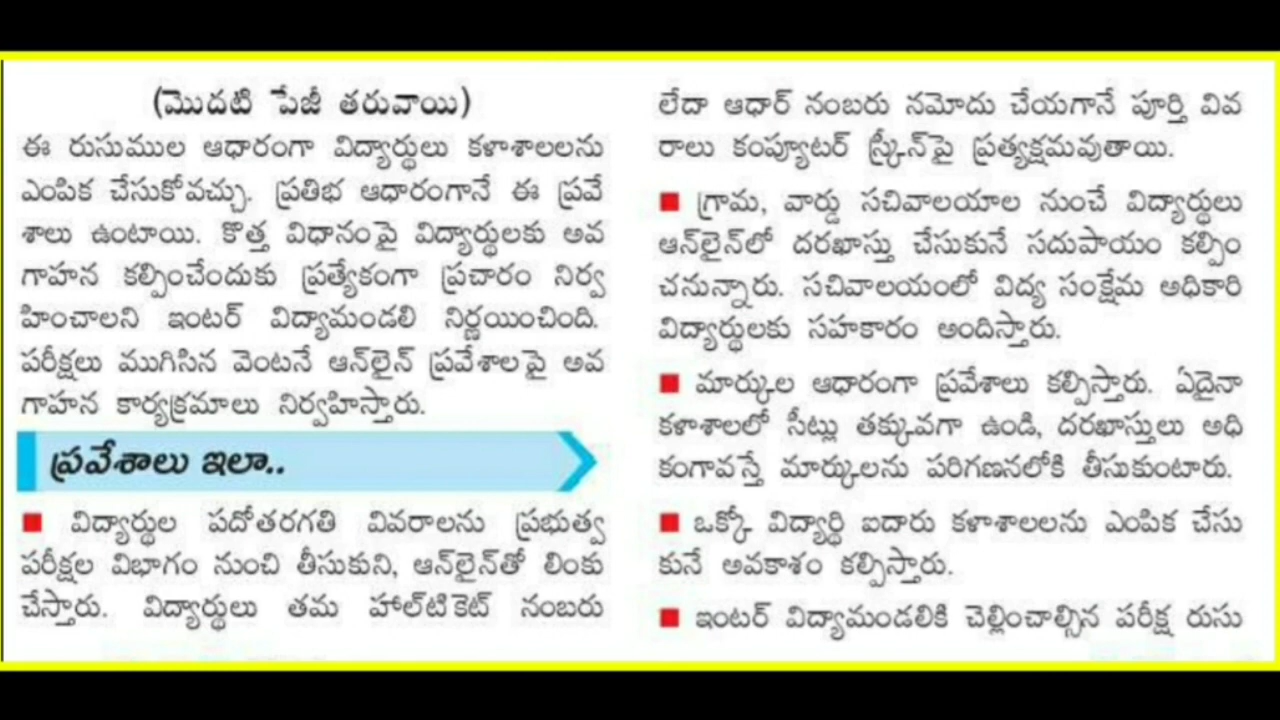 (మొదటి పేజీ తరువాయి)
ఈ రుసుముల ఆధారంగా విద్యార్థులు కళాశాలలను
ఎంపిక చేసుకోవచ్చు. ప్రతిభ ఆధారంగానే ఈ ప్రవే
శాలు ఉంటాయి. కొత్త విధానంపై విద్యార్థులకు అవ
గాహన కల్పించేందుకు ప్రత్యేకంగా ప్రచారం నిర్వ
హించాలని ఇంటర్ విద్యామండలి నిర్ణయించింది.
పరీక్షలు ముగిసిన వెంటనే ఆన్‌లైన్ ప్రవేశాలపై అవ
గాహన కార్యక్రమాలు నిర్వహిస్తారు.
ప్రవేశాలు ఇలా..
■ విద్యార్థుల పదోతరగతి వివరాలను ప్రభుత్వ
పరీక్షల విభాగం నుంచి తీసుకుని, ఆన్‌లైన్‌తో లింకు
చేస్తారు. విద్యార్థులు తమ హాల్‌టికెట్ నంబరు
లేదా ఆధార్ నంబరు నమోదు చేయగానే పూర్తి వివ
రాలు కంప్యూటర్ స్క్రీన్‌పై ప్రత్యక్షమవుతాయి.
■ గ్రామ, వార్డు సచివాలయాల నుంచే విద్యార్థులు
ఆన్‌లైన్‌లో దరఖాస్తు చేసుకునే సదుపాయం కల్పిం
చనున్నారు. సచివాలయంలో విద్య సంక్షేమ అధికారి
విద్యార్థులకు సహకారం అందిస్తారు.
■ మార్కుల ఆధారంగా ప్రవేశాలు కల్పిస్తారు. ఏదైనా
కళాశాలలో సీట్లు తక్కువగా ఉండి, దరఖాస్తులు అధి
కంగావస్తే మార్కులను పరిగణనలోకి తీసుకుంటారు.
■ ఒక్కో విద్యార్థి ఐదారు కళాశాలలను ఎంపిక చేసు
కునే అవకాశం కల్పిస్తారు.
■ ఇంటర్ విద్యామండలికి చెల్లించాల్సిన పరీక్ష రుసు